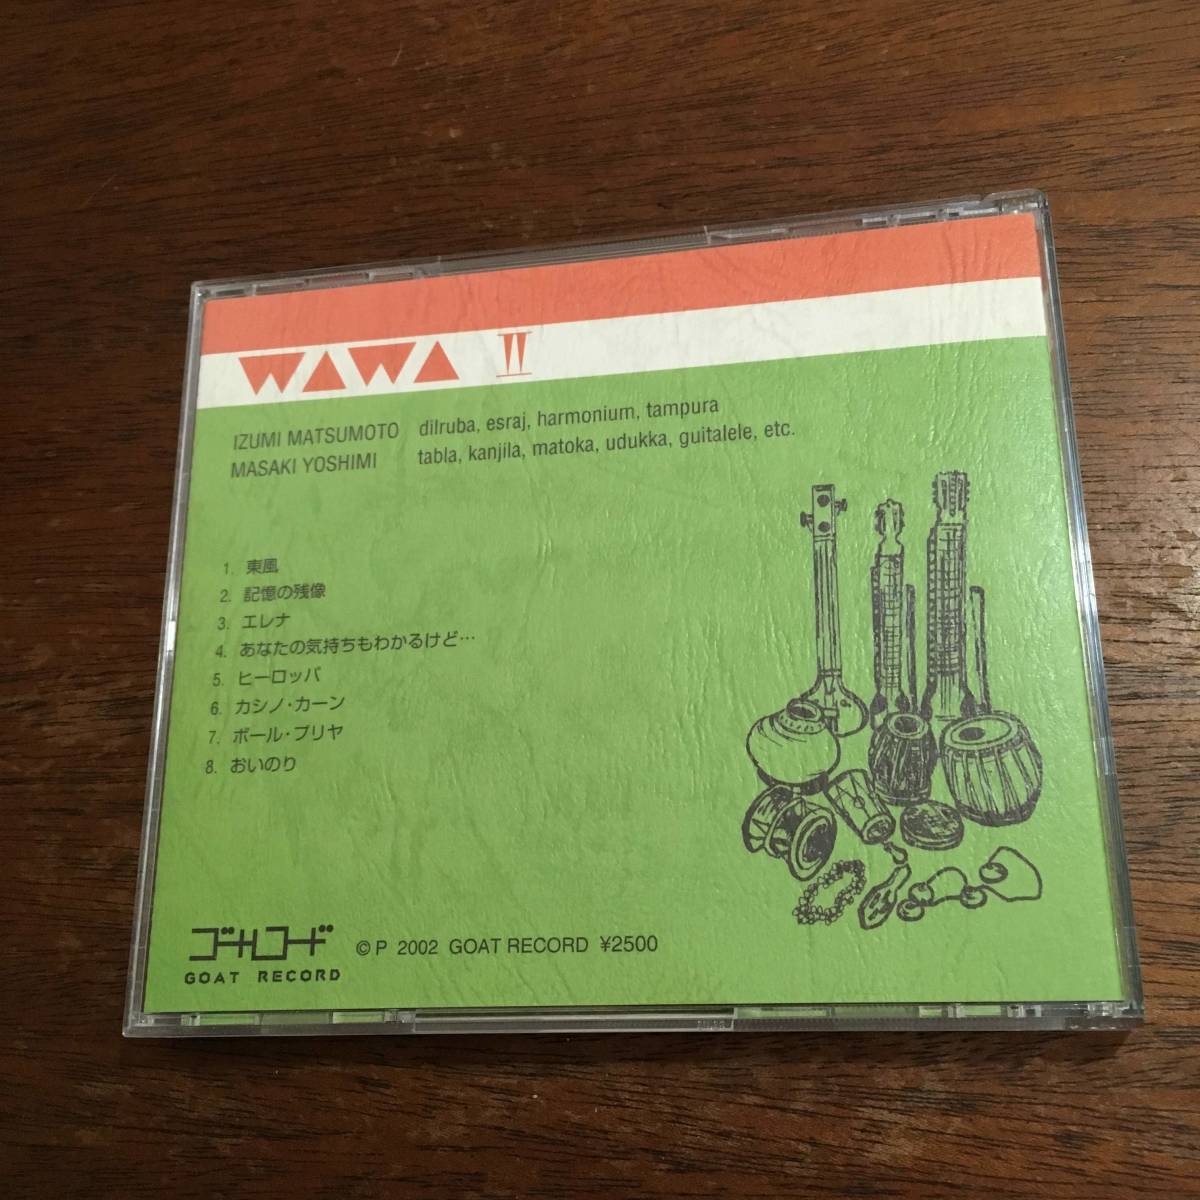 WAWA II
IZUMI MATSUMOTO dilruba, esraj, harmonium, tampura
MASAKI YOSHIMI tabla, kanjila, matoka, udukka, guitalele, etc.
1. 東風
2. 記憶の残像
3. エレナ
4. あなたの気持ちもわかるけど…
5. ヒーロッパ
6. カシノ・カーン
7. ボール・プリヤ
8. おいのり
ゴートレコード
GOAT RECORD
©P 2002 GOAT RECORD ¥2500